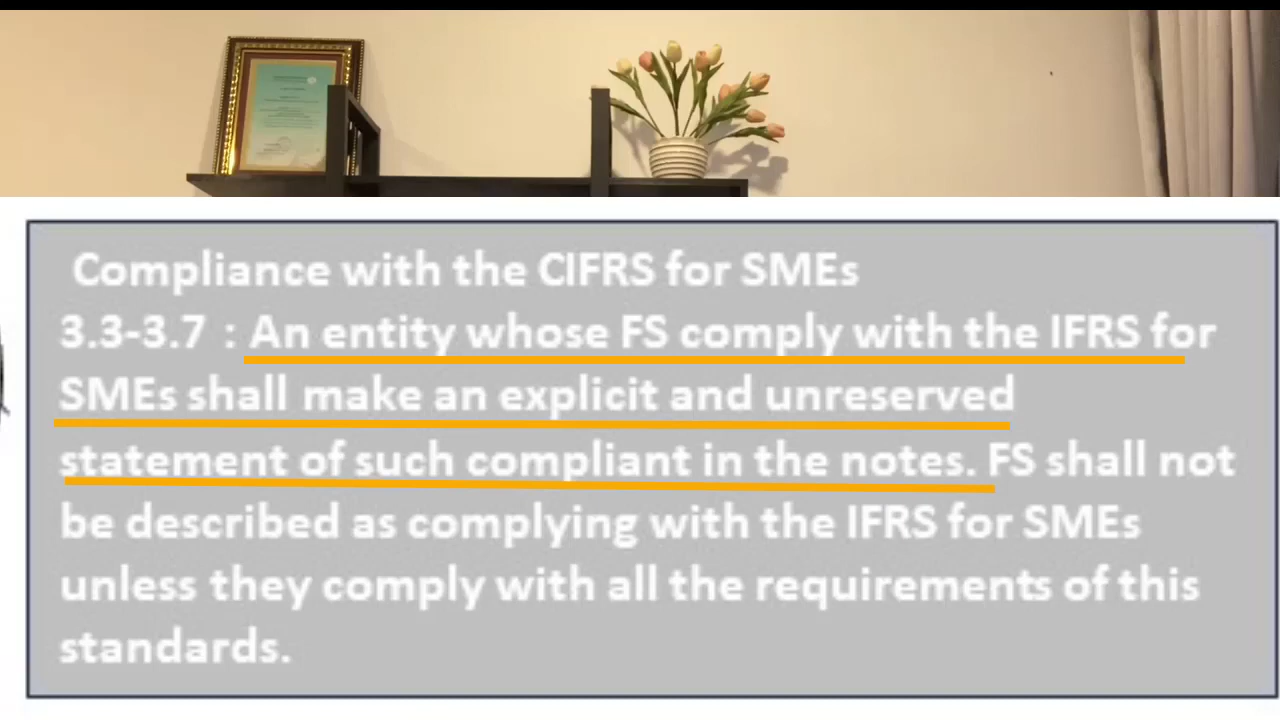 Compliance with the CIFRS for SMEs
3.3-3.7 : An entity whose FS comply with the IFRS for
SMEs shall make an explicit and unreserved
statement of such compliant in the notes. FS shall not
be described as complying with the IFRS for SMEs
unless they comply with all the requirements of this
standards.